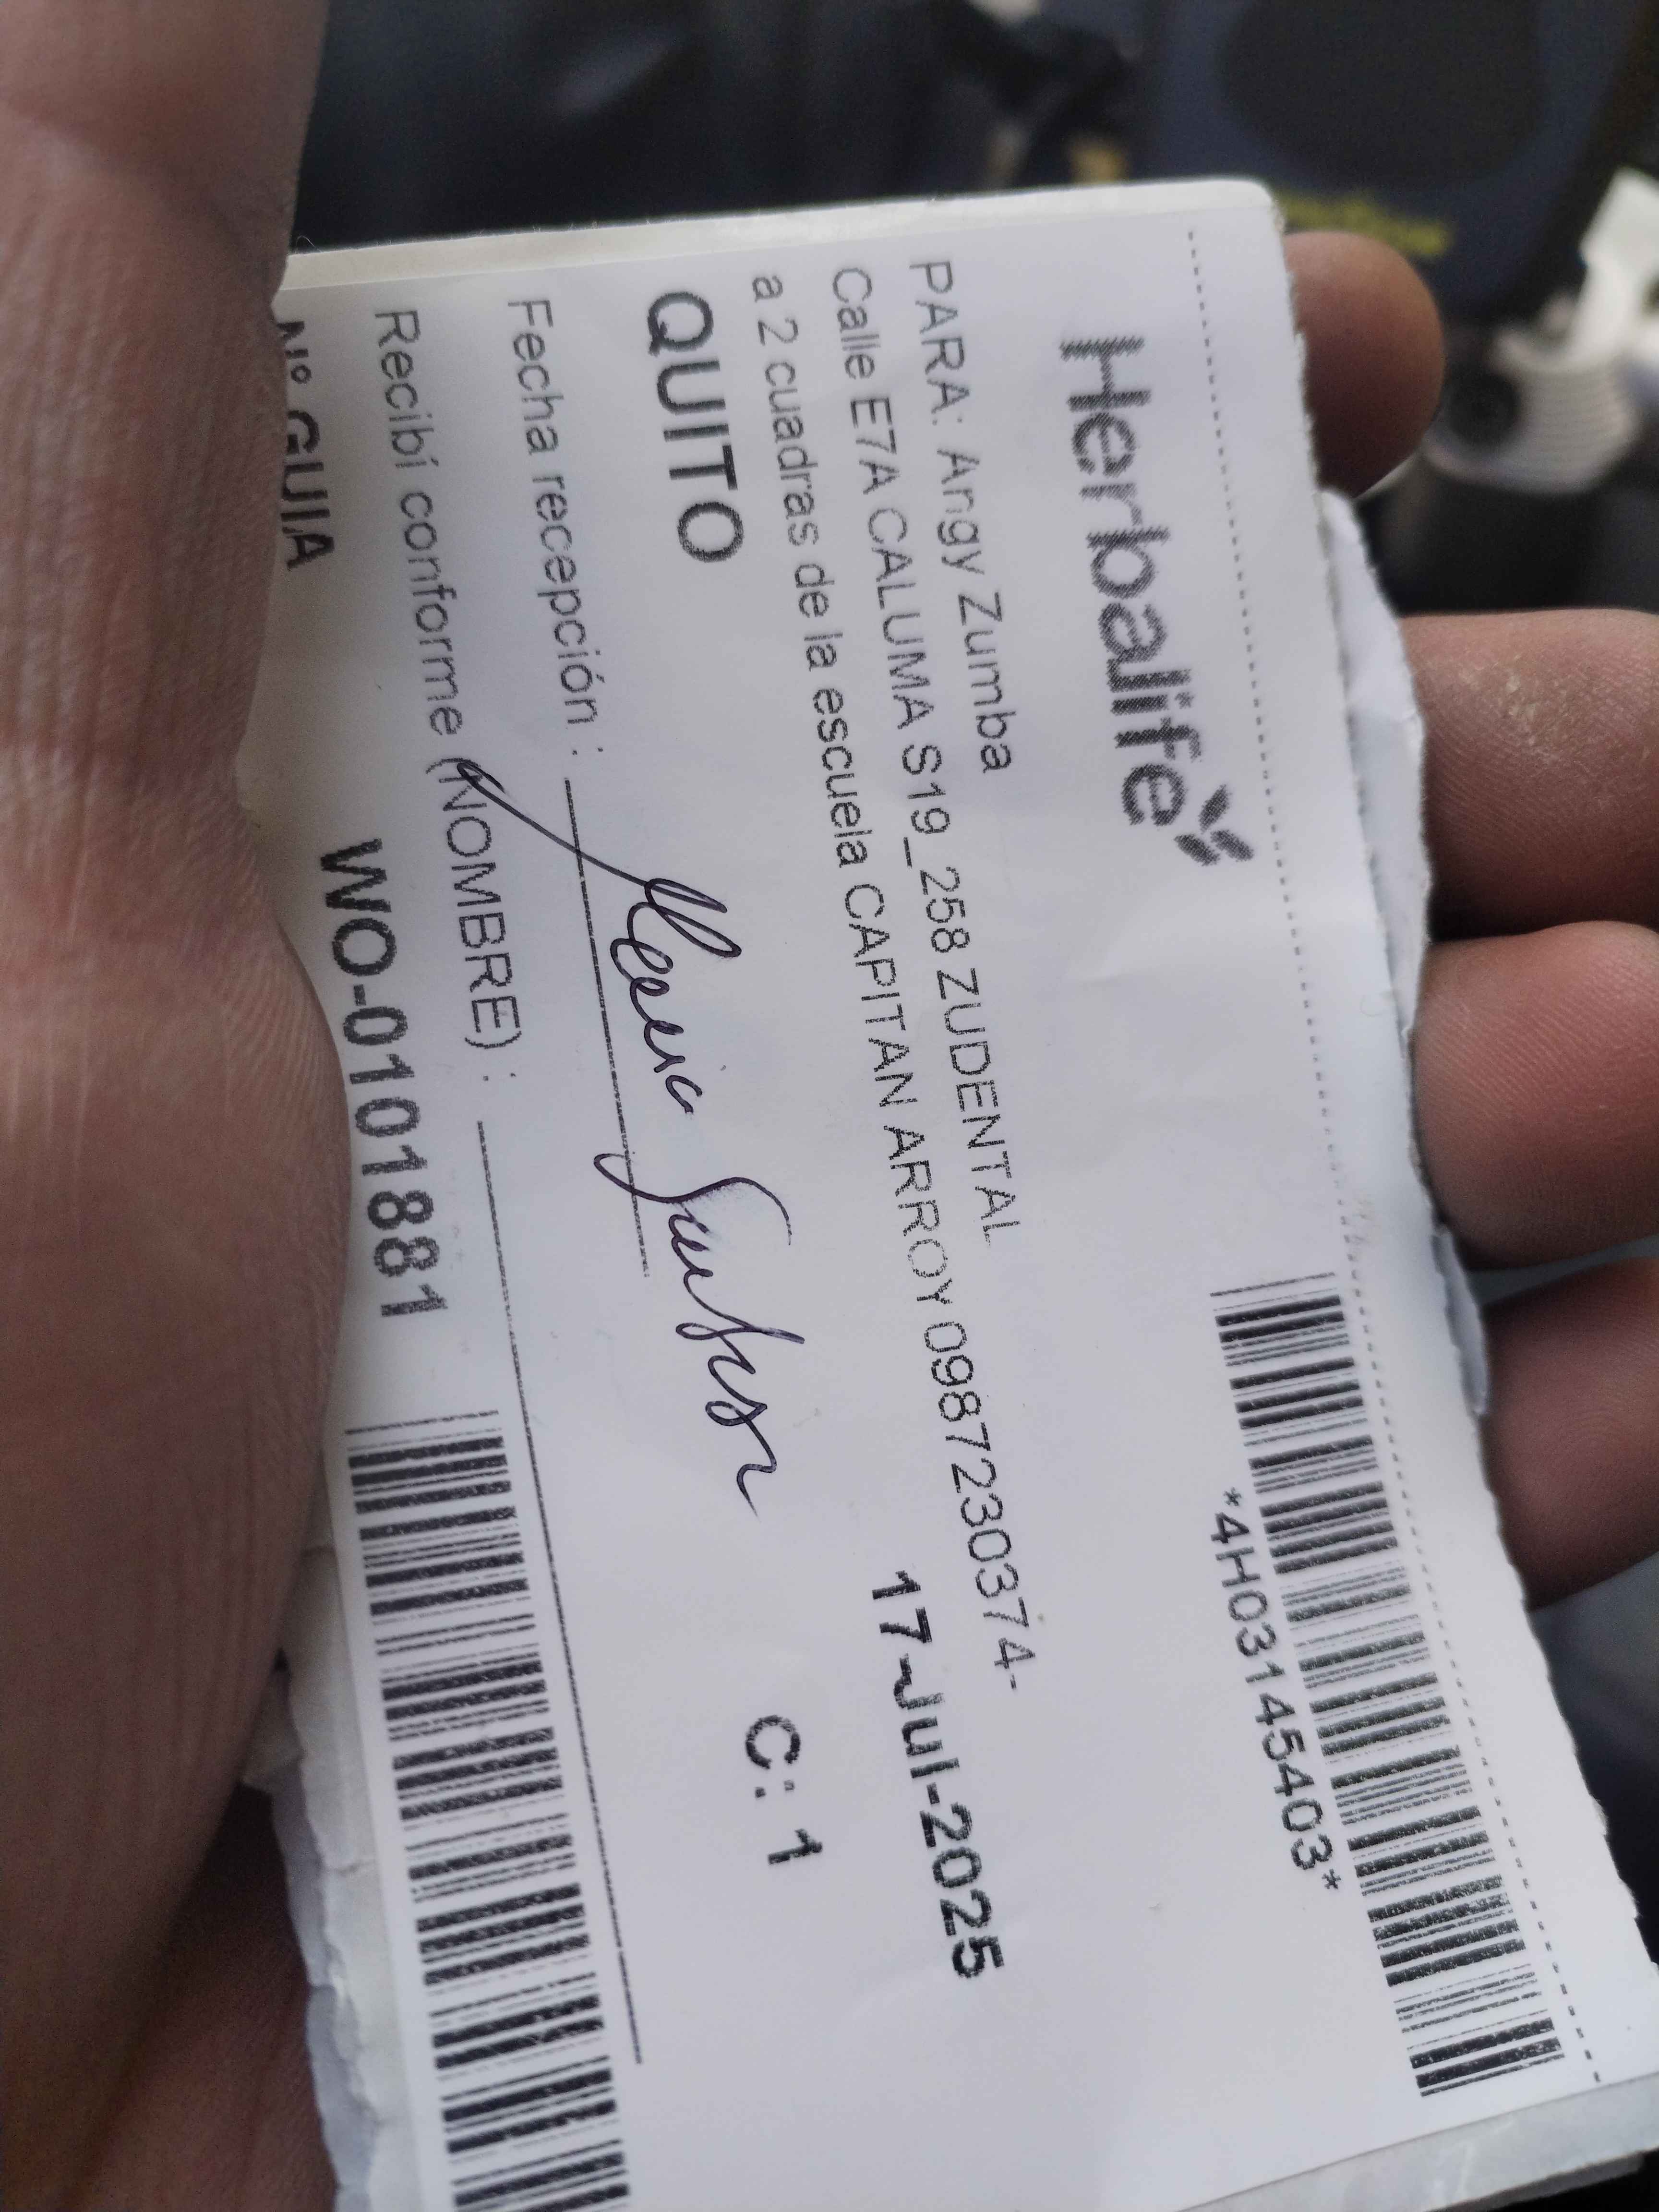 Herbalife
*4H03145403*
PARA: Angy Zumba
Calle E7A CALUMA S19_258 ZUDENTAL
a 2 cuadras de la escuela CAPITAN ARROY 0987230374-
17-Jul-2025
QUITO
C: 1
Fecha recepción :
Recibí conforme (NOMBRE) :
Nº GUIA
WO-0101881